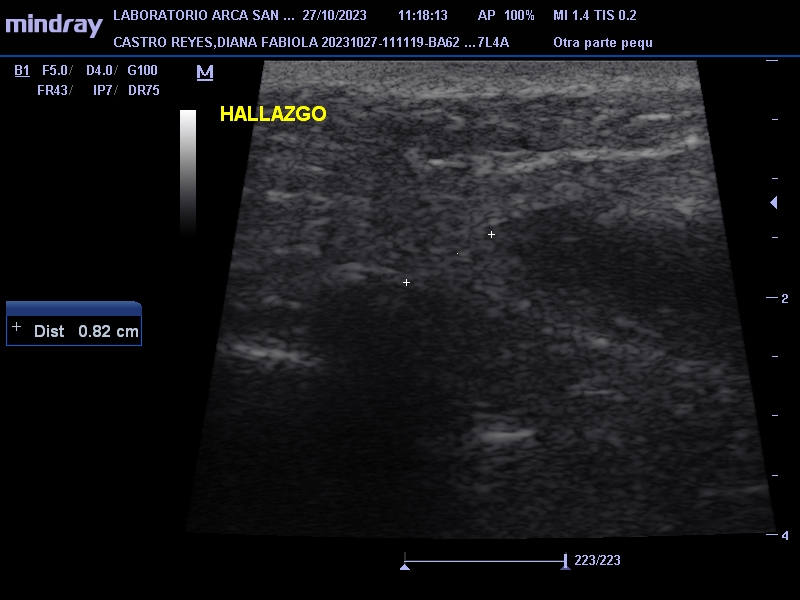 mindray
LABORATORIO ARCA SAN ... 27/10/2023 11:18:13 AP 100% MI 1.4 TIS 0.2
CASTRO REYES,DIANA FABIOLA 20231027-111119-BA62 ...7L4A Otra parte pequ
B1 F5.0/ D4.0/ G100
FR43/ IP7/ DR75
M
HALLAZGO
2
+ Dist 0.82 cm
4
223/223